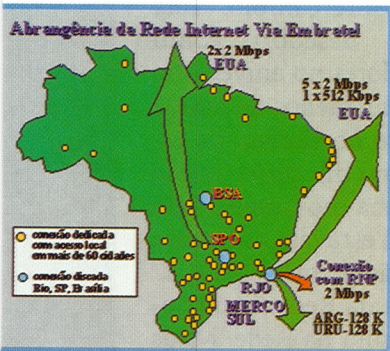 Abrangência da Rede Internet Via Embratel
2x 2 Mbps
EUA
5 x 2 Mbps
1 x 512 Kbps
EUA
BSA
SPO
RJO
conexão dedicada
com acesso local
em mais de 60 cidades
conexão discada
Rio, SP, Brasília
MERCO
SUL
Conexão
com RNP
2 Mbps
ARG-128 K
URU-128 K